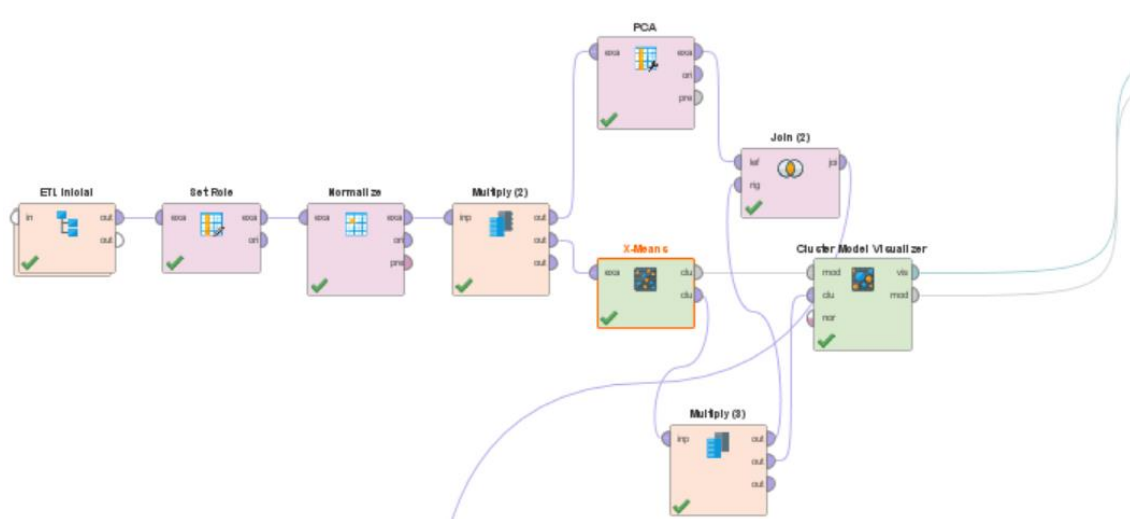 PCA
exa exa
ori
pre
Join (2)
lef joi
rig
ETL Inicial
in out
out
Set Role
exa exa
ori
Normalize
exa exa
ori
pre
Multiply (2)
inp out
out
out
X-Means
exa clu
clu
Cluster Model Visualizer
mod vis
clu mod
nor
Multiply (3)
inp out
out
out